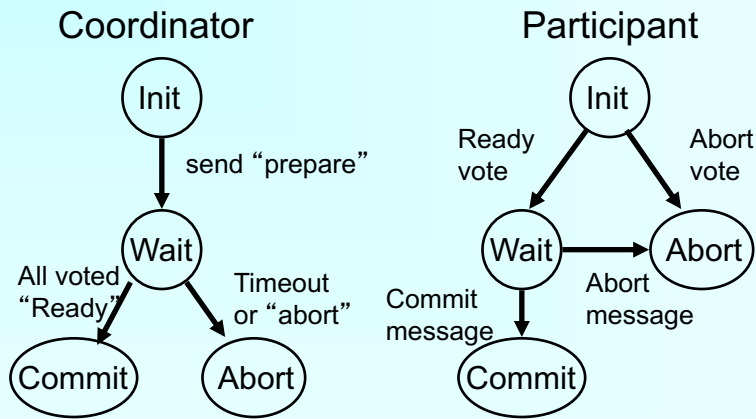 Coordinator
Init
send “prepare”
Wait
All voted
“Ready”
Timeout
or “abort”
Commit
Abort
Participant
Init
Ready
vote
Abort
vote
Wait
Abort
Commit
message
Abort
message
Commit